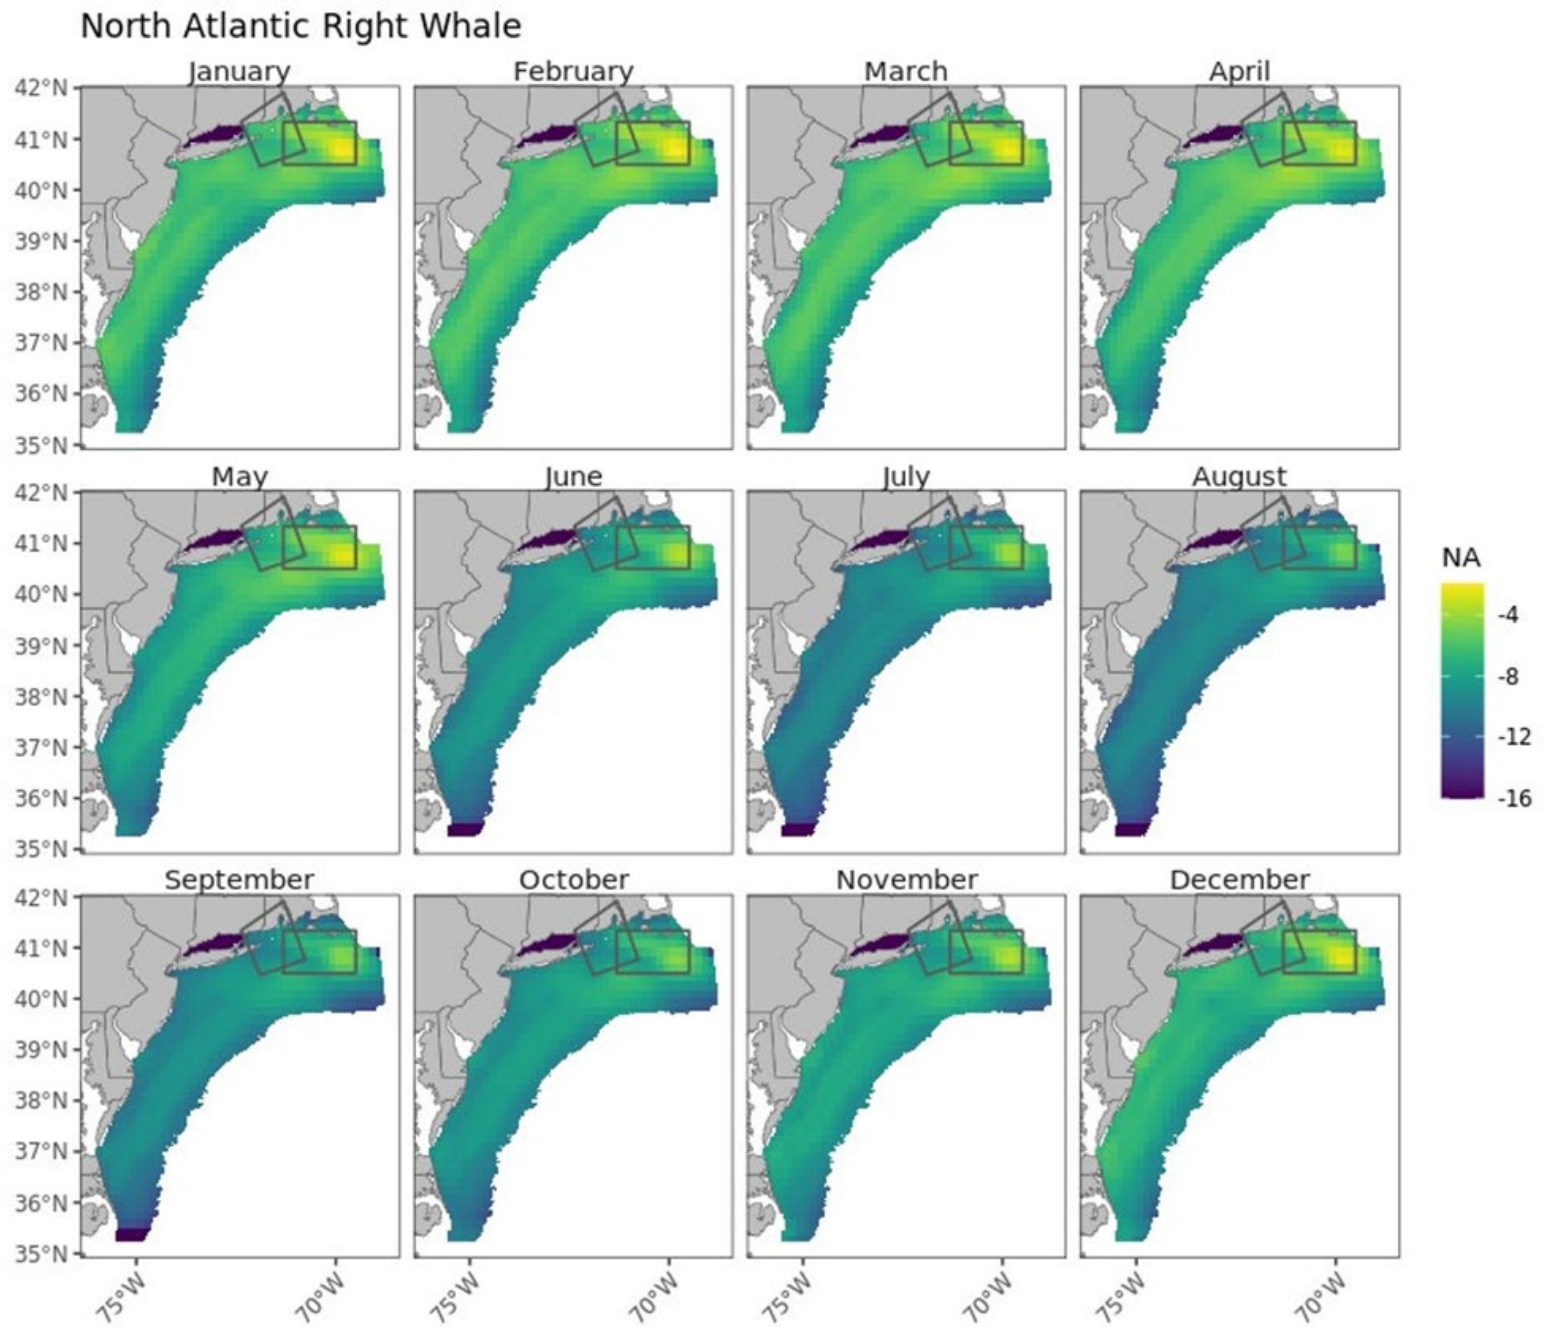 North Atlantic Right Whale
January February March April
42°N
41°N
40°N
39°N
38°N
37°N
36°N
35°N
May June July August
42°N
41°N
40°N
39°N
38°N
37°N
36°N
35°N
NA
-4
-8
-12
-16
September October November December
42°N
41°N
40°N
39°N
38°N
37°N
36°N
35°N
75°W 70°W 75°W 70°W 75°W 70°W 75°W 70°W